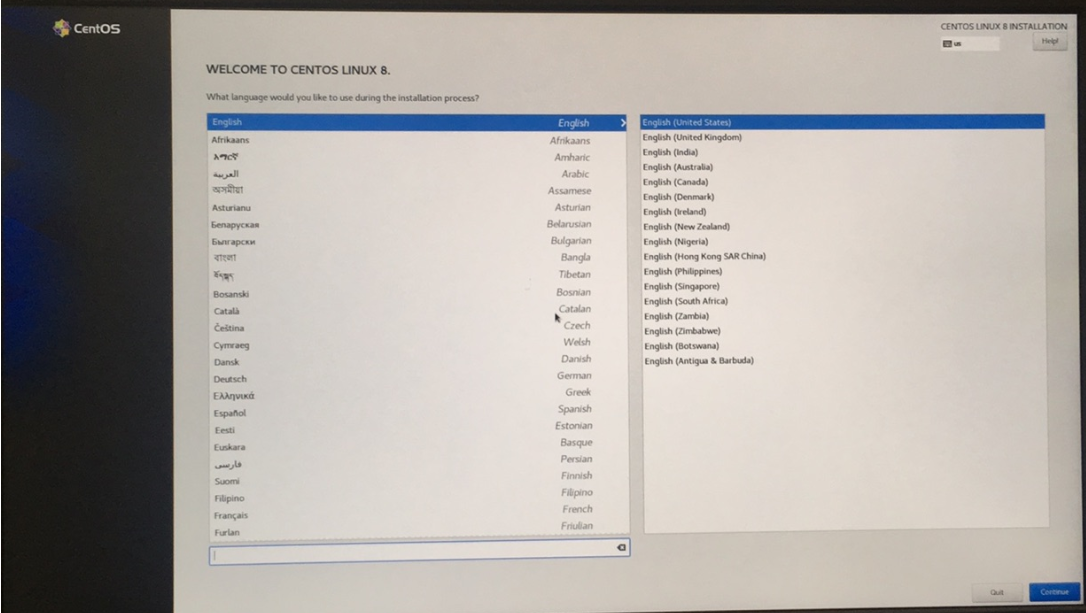 CentOS
CENTOS LINUX 8 INSTALLATION
us
Help!
WELCOME TO CENTOS LINUX 8.
What language would you like to use during the installation process?
English English
Afrikaans Afrikaans
አማርኛ Amharic
العربية Arabic
অসমীয়া Assamese
Asturianu Asturian
Беларуская Belarusian
Български Bulgarian
বাংলা Bangla
Tibetan
Bosanski Bosnian
Català Catalan
Čeština Czech
Cymraeg Welsh
Dansk Danish
Deutsch German
Ελληνικά Greek
Español Spanish
Eesti Estonian
Euskara Basque
فارسی Persian
Suomi Finnish
Filipino Filipino
Français French
Furlan Friulian
English (United States)
English (United Kingdom)
English (India)
English (Australia)
English (Canada)
English (Denmark)
English (Ireland)
English (New Zealand)
English (Nigeria)
English (Hong Kong SAR China)
English (Philippines)
English (Singapore)
English (South Africa)
English (Zambia)
English (Zimbabwe)
English (Botswana)
English (Antigua & Barbuda)
Quit
Continue